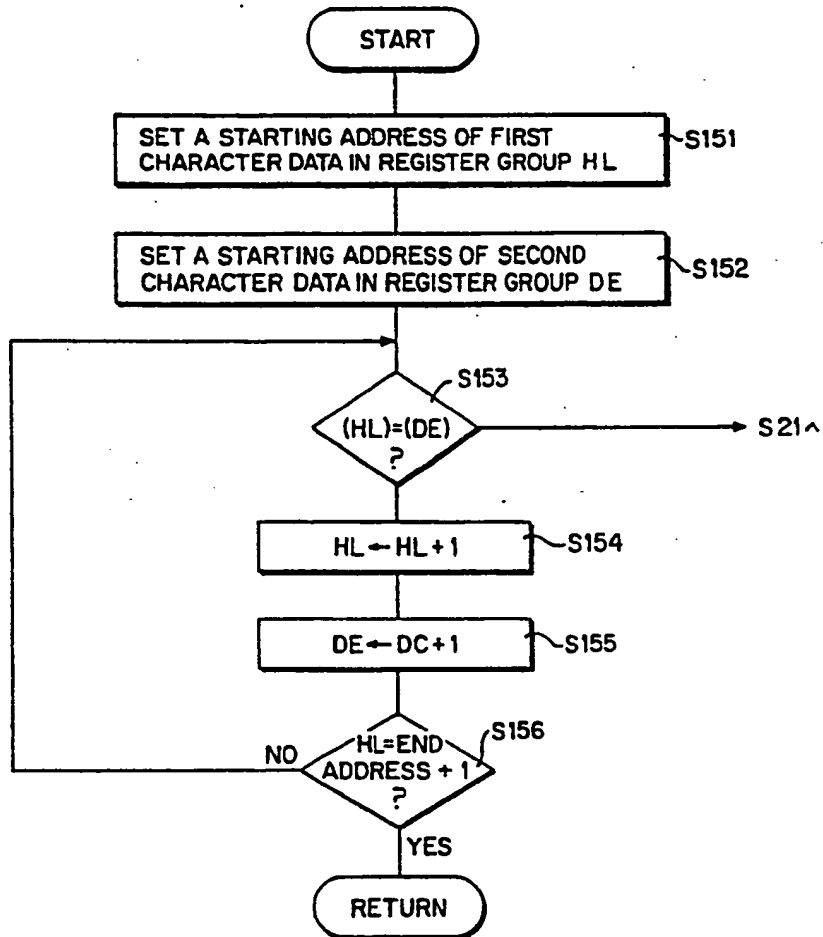 START
SET A STARTING ADDRESS OF FIRST
CHARACTER DATA IN REGISTER GROUP HL
S151
SET A STARTING ADDRESS OF SECOND
CHARACTER DATA IN REGISTER GROUP DE
S152
S153
(HL)=(DE)
?
S21^
HL←HL+1
S154
DE←DC+1
S155
S156
HL=END
ADDRESS + 1
?
NO
YES
RETURN